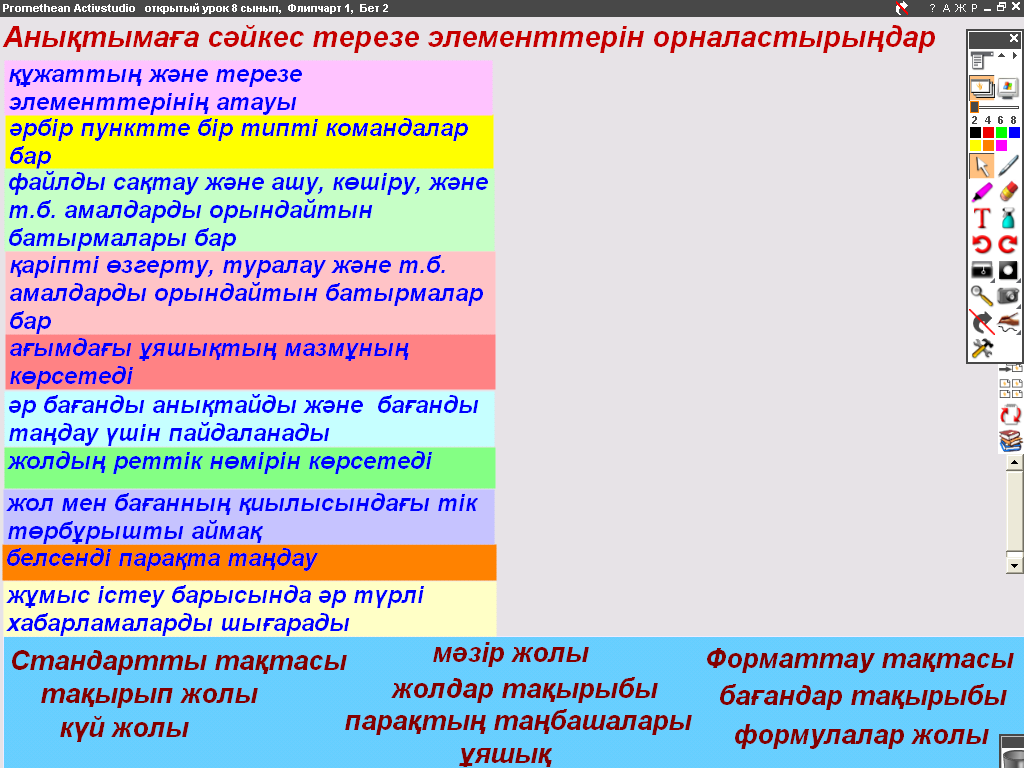 Promethean Activstudio открытый урок 8 сынып, Флипчарт 1, Бет 2
? А Ж Р
Анықтымаға сәйкес терезе элементтерін орналастырыңдар
құжаттың және терезе
элементтерінің атауы
әрбір пунктте бір типті командалар
бар
файлды сақтау және ашу, көшіру, және
т.б. амалдарды орындайтын
батырмалары бар
қаріпті өзгерту, туралау және т.б.
амалдарды орындайтын батырмалар
бар
ағымдағы ұяшықтың мазмұның
көрсетеді
әр бағанды анықтайды және бағанды
таңдау үшін пайдаланады
жолдың реттік нөмірін көрсетеді
жол мен бағанның қиылысындағы тік
төрбұрышты аймақ
белсенді парақта таңдау
жұмыс істеу барысында әр түрлі
хабарламаларды шығарады
2 4 6 8
Стандартты тақтасы
тақырып жолы
күй жолы
мәзір жолы
жолдар тақырыбы
парақтың таңбашалары
ұяшық
Форматтау тақтасы
бағандар тақырыбы
формулалар жолы